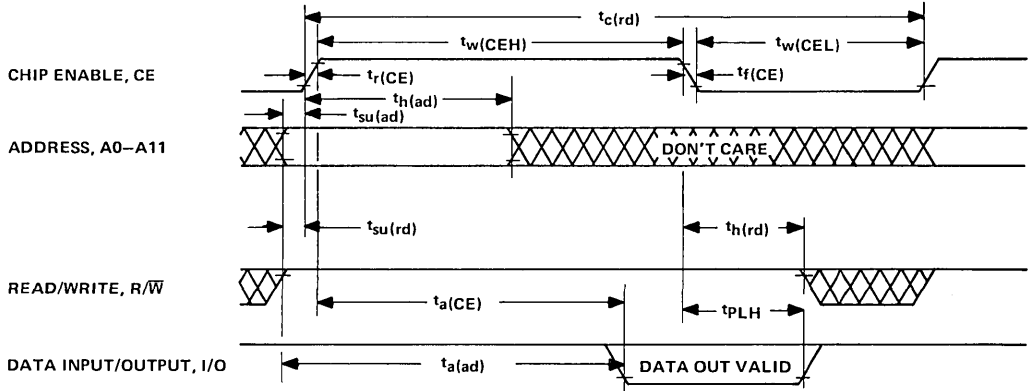 tc(rd)
tw(CEH)
tw(CEL)
CHIP ENABLE, CE
tr(CE)
tf(CE)
th(ad)
tsu(ad)
ADDRESS, A0–A11
DON'T CARE
tsu(rd)
th(rd)
READ/WRITE, R/W̅
ta(CE)
tPLH
DATA INPUT/OUTPUT, I/O
ta(ad)
DATA OUT VALID